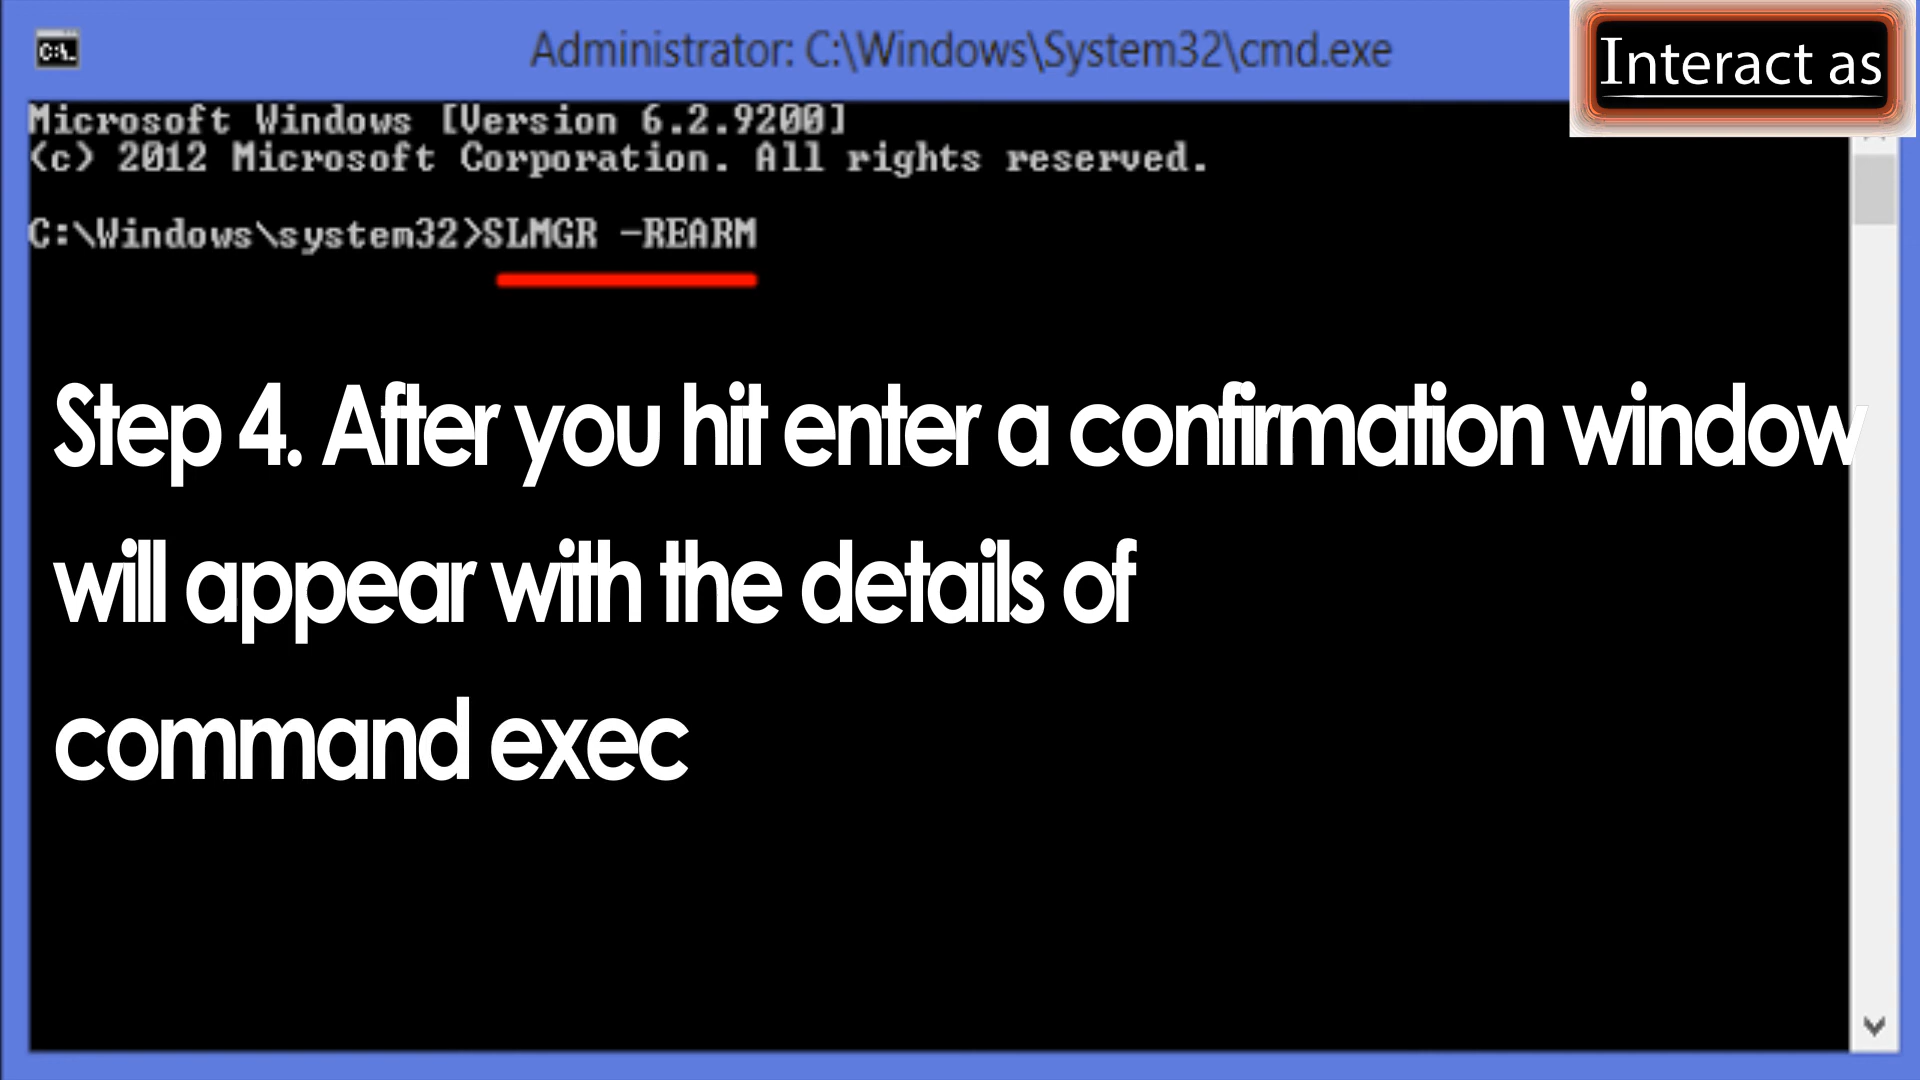 C:\.
Administrator: C:\Windows\System32\cmd.exe
Interact as
Microsoft Windows [Version 6.2.9200]
(c) 2012 Microsoft Corporation. All rights reserved.
C:\Windows\system32>SLMGR -REARM
Step 4. After you hit enter a confirmation window
will appear with the details of
command exec